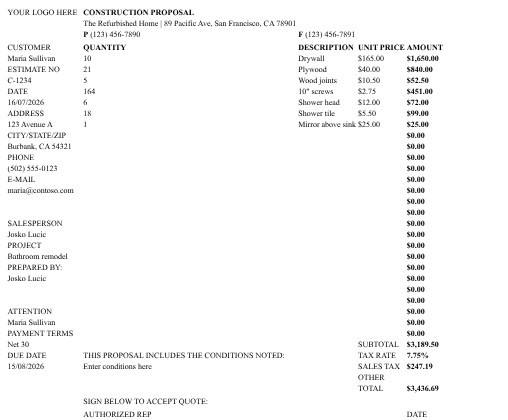 YOUR LOGO HERE CONSTRUCTION PROPOSAL
The Refurbished Home | 89 Pacific Ave, San Francisco, CA 78901
P (123) 456-7890 F (123) 456-7891
CUSTOMER QUANTITY DESCRIPTION UNIT PRICE AMOUNT
Maria Sullivan 10 Drywall $165.00 $1,650.00
ESTIMATE NO 21 Plywood $40.00 $840.00
C-1234 5 Wood joints $10.50 $52.50
DATE 164 10" screws $2.75 $451.00
16/07/2026 6 Shower head $12.00 $72.00
ADDRESS 18 Shower tile $5.50 $99.00
123 Avenue A 1 Mirror above sink $25.00 $25.00
CITY/STATE/ZIP $0.00
Burbank, CA 54321 $0.00
PHONE $0.00
(502) 555-0123 $0.00
E-MAIL $0.00
maria@contoso.com $0.00
$0.00
$0.00
SALESPERSON $0.00
Josko Lucic $0.00
PROJECT $0.00
Bathroom remodel $0.00
PREPARED BY: $0.00
Josko Lucic $0.00
$0.00
$0.00
ATTENTION $0.00
Maria Sullivan $0.00
PAYMENT TERMS $0.00
Net 30 SUBTOTAL $3,189.50
DUE DATE THIS PROPOSAL INCLUDES THE CONDITIONS NOTED: TAX RATE 7.75%
15/08/2026 Enter conditions here SALES TAX $247.19
OTHER
TOTAL $3,436.69
SIGN BELOW TO ACCEPT QUOTE:
AUTHORIZED REP DATE